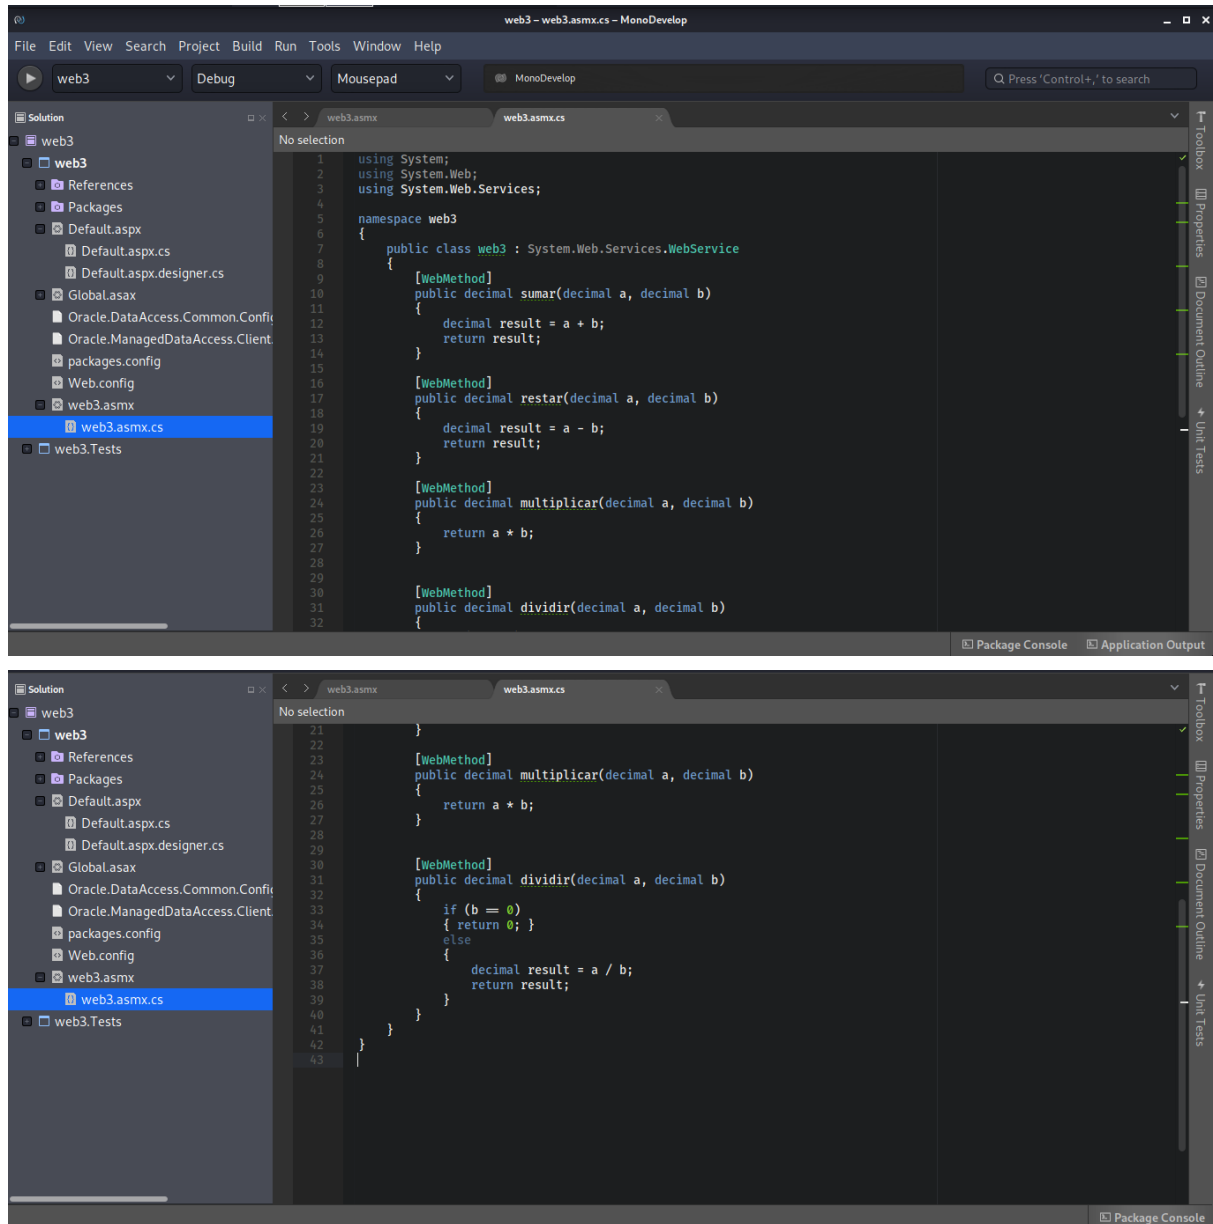 web3 – web3.asmx.cs – MonoDevelop
File Edit View Search Project Build Run Tools Window Help
web3 Debug Mousepad MonoDevelop Press 'Control+,' to search
Solution
web3
web3
References
Packages
Default.aspx
Default.aspx.cs
Default.aspx.designer.cs
Global.asax
Oracle.DataAccess.Common.Config
Oracle.ManagedDataAccess.Client.
packages.config
Web.config
web3.asmx
web3.asmx.cs
web3.Tests
web3.asmx web3.asmx.cs
No selection
1 using System;
2 using System.Web;
3 using System.Web.Services;
4
5 namespace web3
6 {
7 public class web3 : System.Web.Services.WebService
8 {
9 [WebMethod]
10 public decimal sumar(decimal a, decimal b)
11 {
12 decimal result = a + b;
13 return result;
14 }
15
16 [WebMethod]
17 public decimal restar(decimal a, decimal b)
18 {
19 decimal result = a - b;
20 return result;
21 }
22
23 [WebMethod]
24 public decimal multiplicar(decimal a, decimal b)
25 {
26 return a * b;
27 }
28
29
30 [WebMethod]
31 public decimal dividir(decimal a, decimal b)
32 {
Toolbox
Properties
Document Outline
Unit Tests
Package Console Application Output
Solution
web3
web3
References
Packages
Default.aspx
Default.aspx.cs
Default.aspx.designer.cs
Global.asax
Oracle.DataAccess.Common.Config
Oracle.ManagedDataAccess.Client.
packages.config
Web.config
web3.asmx
web3.asmx.cs
web3.Tests
web3.asmx web3.asmx.cs
No selection
21 }
22
23 [WebMethod]
24 public decimal multiplicar(decimal a, decimal b)
25 {
26 return a * b;
27 }
28
29
30 [WebMethod]
31 public decimal dividir(decimal a, decimal b)
32 {
33 if (b == 0)
34 { return 0; }
35 else
36 {
37 decimal result = a / b;
38 return result;
39 }
40 }
41 }
42 }
43
Toolbox
Properties
Document Outline
Unit Tests
Package Console